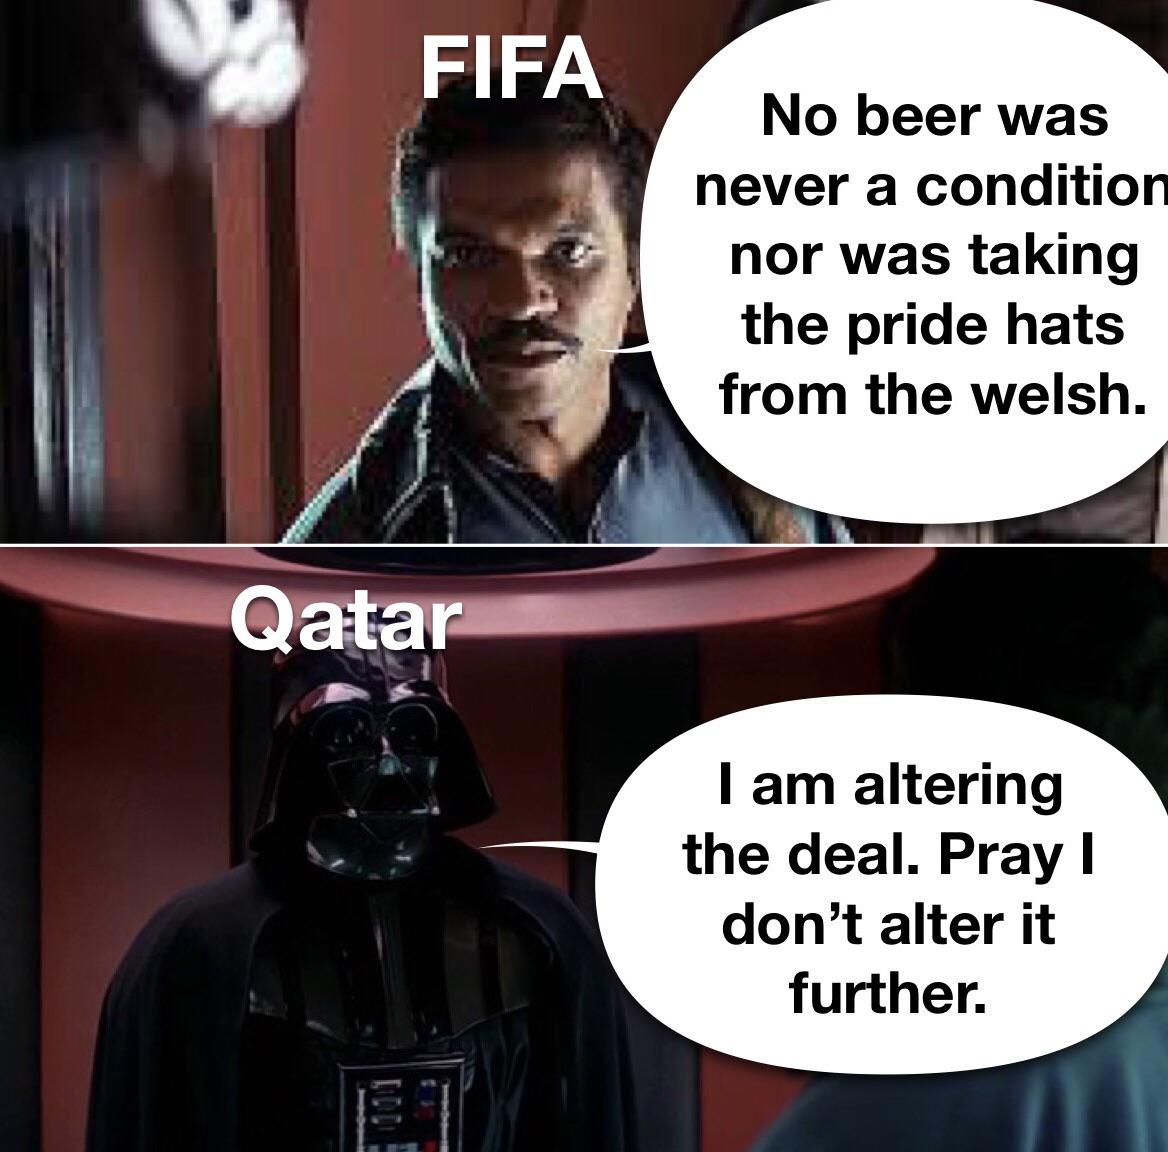 FIFA
No beer was
never a condition
nor was taking
the pride hats
from the welsh.
Qatar
I am altering
the deal. Pray I
don’t alter it
further.